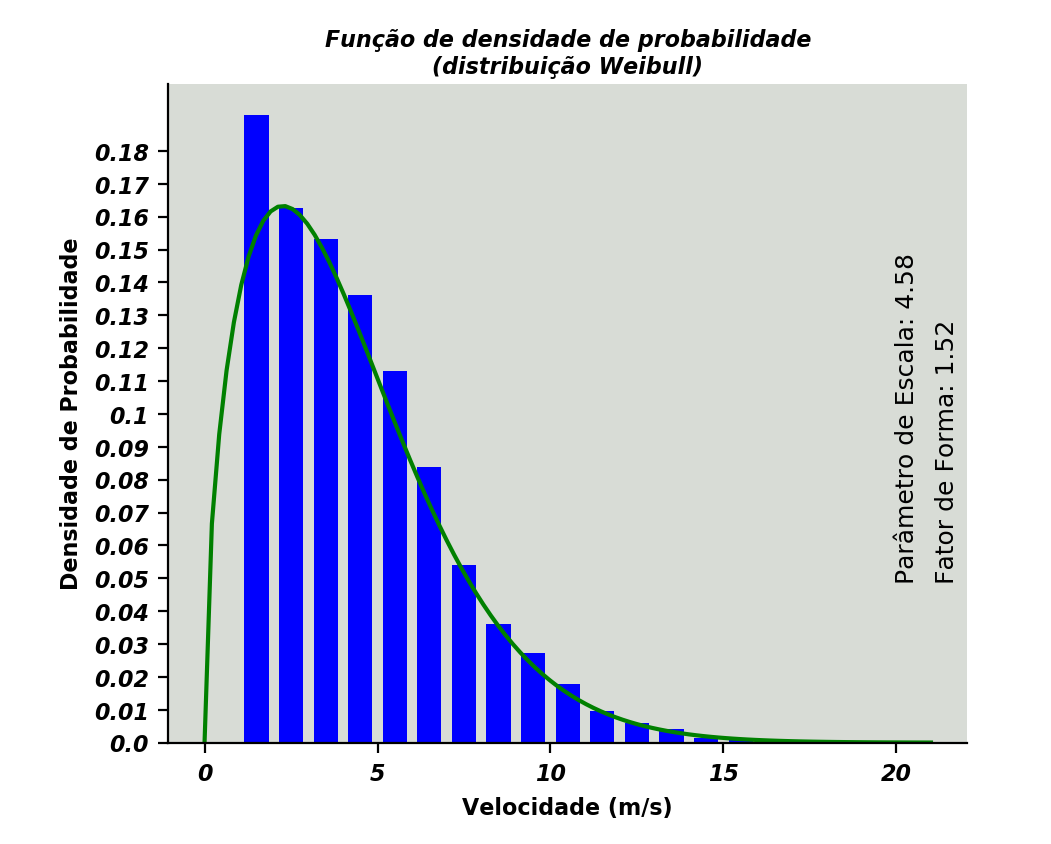 Função de densidade de probabilidade
(distribuição Weibull)
Densidade de Probabilidade
0.18
0.17
0.16
0.15
0.14
0.13
0.12
0.11
0.1
0.09
0.08
0.07
0.06
0.05
0.04
0.03
0.02
0.01
0.0
Parâmetro de Escala: 4.58
Fator de Forma: 1.52
0 5 10 15 20
Velocidade (m/s)